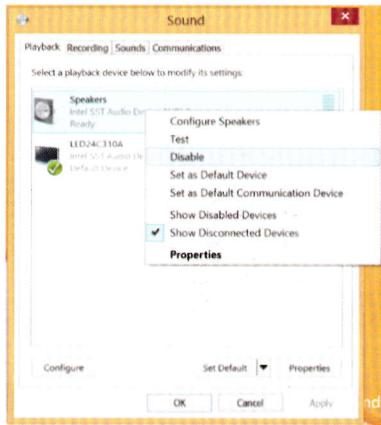 Sound
Playback Recording Sounds Communications
Select a playback device below to modify its settings:
Speakers
Intel SST Audio
Ready
LED24C310A
Intel SST Audio
Default Device
Configure Speakers
Test
Disable
Set as Default Device
Set as Default Communication Device
Show Disabled Devices
Show Disconnected Devices
Properties
Configure Set Default Properties
OK Cancel Apply